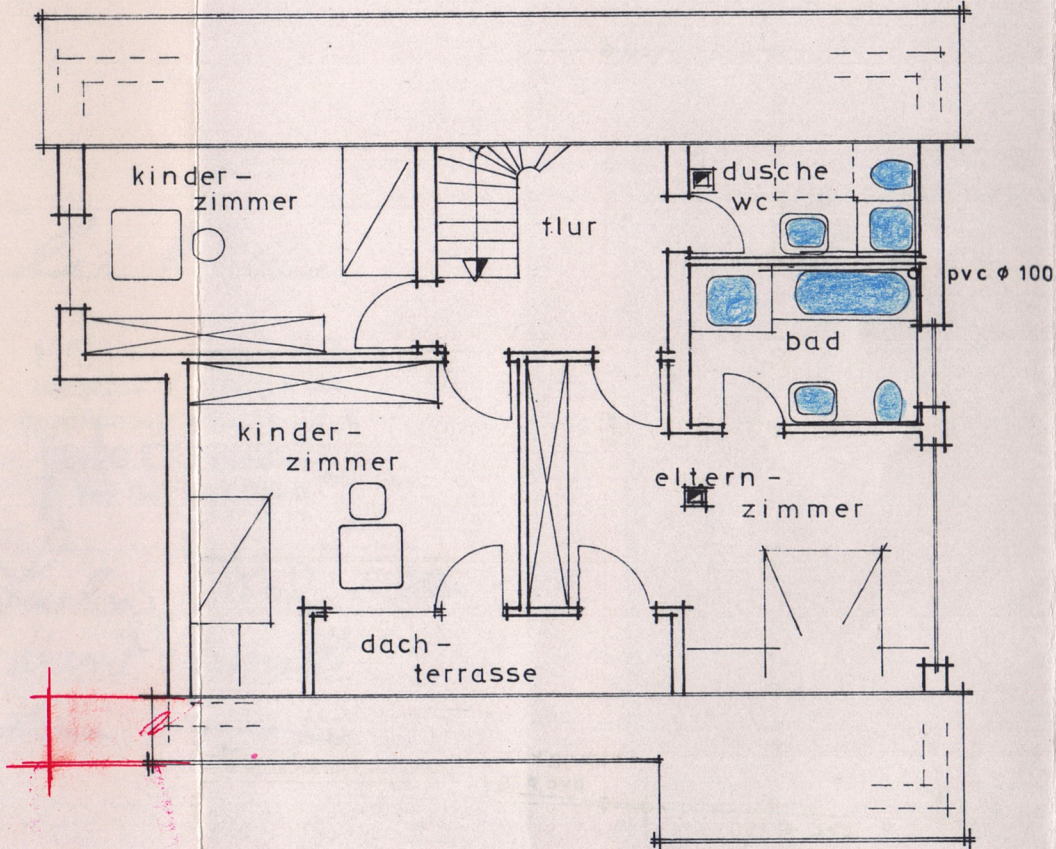 kinder-
zimmer
dusche
wc
flur
pvc ø 100
bad
kinder-
zimmer
eltern-
zimmer
dach-
terrasse